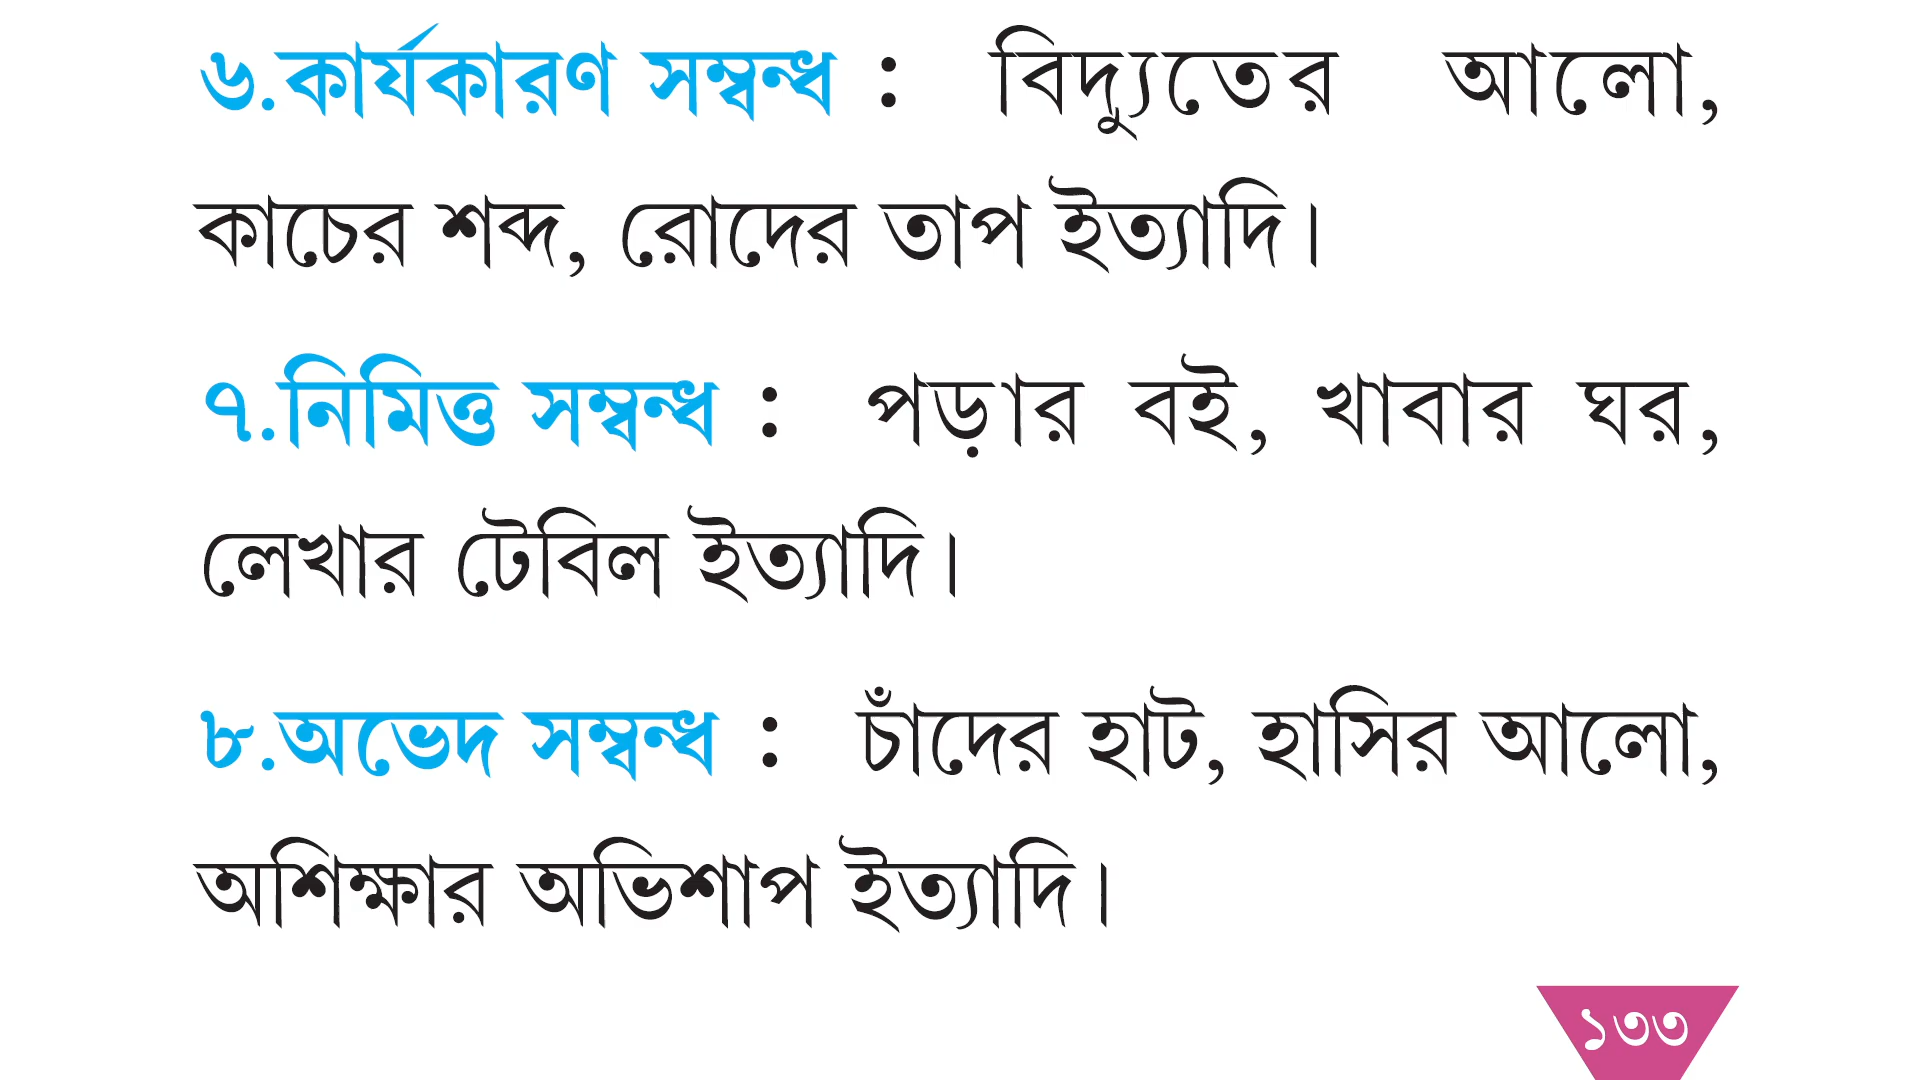 ৬.কার্যকারণ সম্বন্ধ : বিদ্যুতের আলো,
কাচের শব্দ, রোদের তাপ ইত্যাদি।
৭.নিমিত্ত সম্বন্ধ : পড়ার বই, খাবার ঘর,
লেখার টেবিল ইত্যাদি।
৮.অভেদ সম্বন্ধ : চাঁদের হাট, হাসির আলো,
অশিক্ষার অভিশাপ ইত্যাদি।
১৩৩